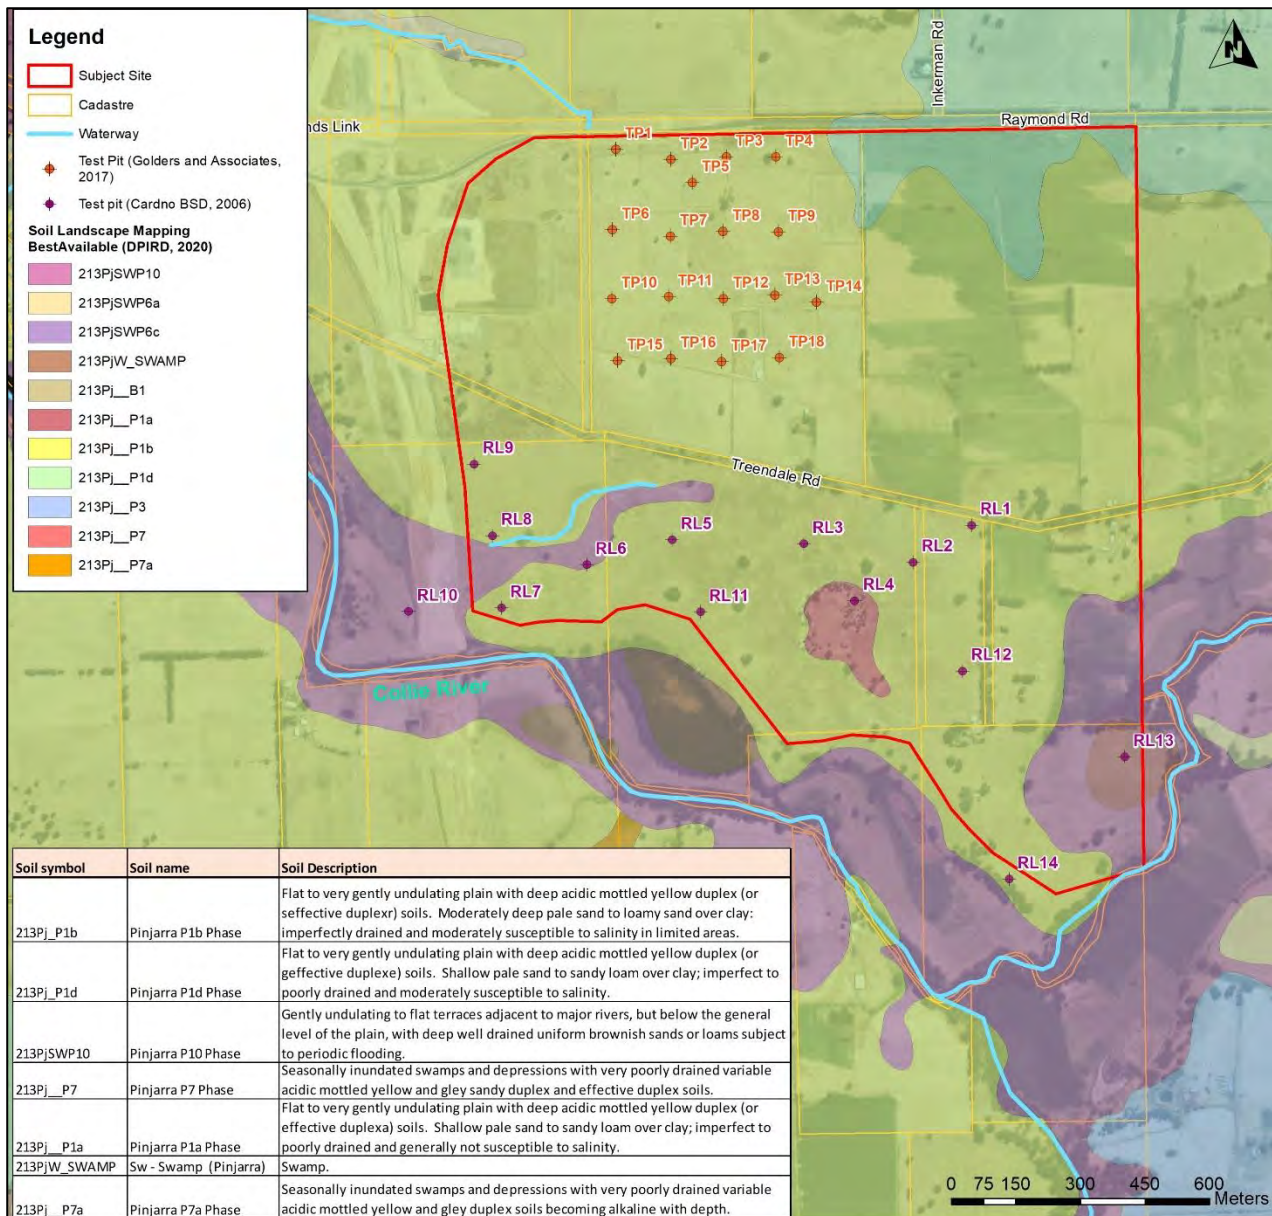 Legend
Subject Site
Cadastre
Waterway
Test Pit (Golders and Associates,
2017)
Test pit (Cardno BSD, 2006)
Soil Landscape Mapping
BestAvailable (DPIRD, 2020)
213PjSWP10
213PjSWP6a
213PjSWP6c
213PjW_SWAMP
213Pj__B1
213Pj__P1a
213Pj__P1b
213Pj__P1d
213Pj__P3
213Pj__P7
213Pj__P7a
N
Inkerman Rd
nds Link
Raymond Rd
TP1
TP2
TP3
TP4
TP5
TP6
TP7
TP8
TP9
TP10
TP11
TP12
TP13
TP14
TP15
TP16
TP17
TP18
Treendale Rd
RL9
RL8
RL5
RL3
RL1
RL6
RL2
RL10
RL7
RL11
RL4
RL12
Collie River
RL13
RL14
Soil symbol Soil name Soil Description
Flat to very gently undulating plain with deep acidic mottled yellow duplex (or
seffective duplexr) soils. Moderately deep pale sand to loamy sand over clay:
213Pj_P1b Pinjarra P1b Phase imperfectly drained and moderately susceptible to salinity in limited areas.
Flat to very gently undulating plain with deep acidic mottled yellow duplex (or
geffective duplexe) soils. Shallow pale sand to sandy loam over clay; imperfect to
213Pj_P1d Pinjarra P1d Phase poorly drained and moderately susceptible to salinity.
Gently undulating to flat terraces adjacent to major rivers, but below the general
level of the plain, with deep well drained uniform brownish sands or loams subject
213PjSWP10 Pinjarra P10 Phase to periodic flooding.
Seasonally inundated swamps and depressions with very poorly drained variable
213Pj__P7 Pinjarra P7 Phase acidic mottled yellow and gley sandy duplex and effective duplex soils.
Flat to very gently undulating plain with deep acidic mottled yellow duplex (or
effective duplexa) soils. Shallow pale sand to sandy loam over clay; imperfect to
213Pj__P1a Pinjarra P1a Phase poorly drained and generally not susceptible to salinity.
213PjW_SWAMP Sw - Swamp (Pinjarra) Swamp.
Seasonally inundated swamps and depressions with very poorly drained variable
213Pj__P7a Pinjarra P7a Phase acidic mottled yellow and gley duplex soils becoming alkaline with depth.
0 75 150 300 450 600
Meters